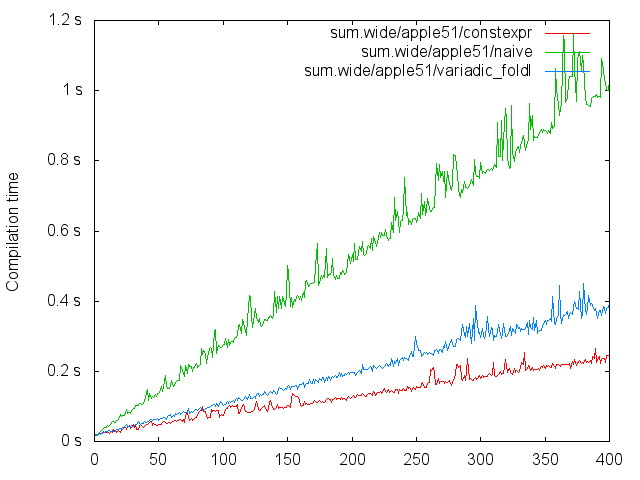 1.2 s
1 s
0.8 s
0.6 s
0.4 s
0.2 s
0 s
Compilation time
sum.wide/apple51/constexpr
sum.wide/apple51/naive
sum.wide/apple51/variadic_foldl
0 50 100 150 200 250 300 350 400